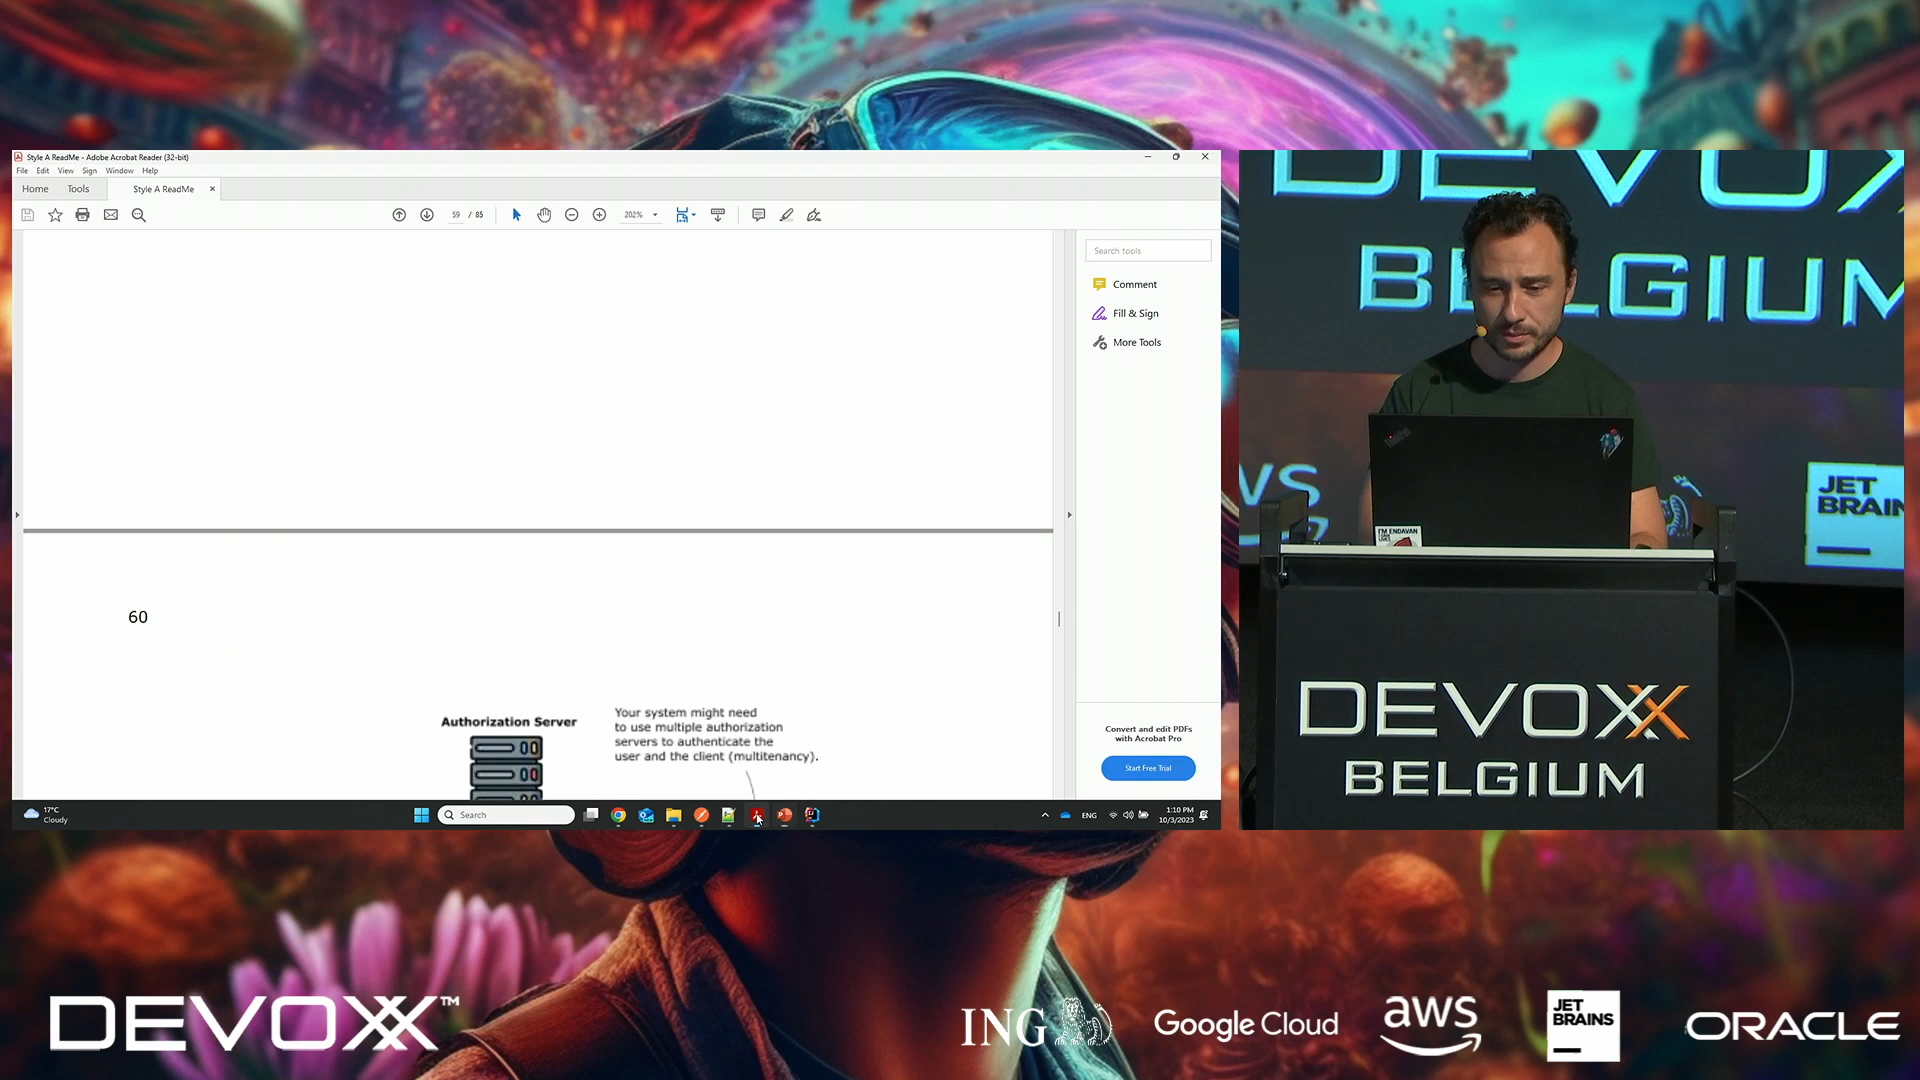 Style A ReadMe - Adobe Acrobat Reader (32-bit)
File Edit View Sign Window Help
Home Tools Style A ReadMe ×
59 / 85 202%
Search tools
Comment
Fill & Sign
More Tools
60
Authorization Server
Your system might need
to use multiple authorization
servers to authenticate the
user and the client (multitenancy).
Convert and edit PDFs
with Acrobat Pro
Start Free Trial
17°C
Cloudy
Search
ENG
1:10 PM
10/3/2023
DEVOX
BELGIUM
WS
JET
BRAIN
I'M ENDAVAN
DEVOXX
BELGIUM
DEVOXX™
ING
Google Cloud
aws
JET
BRAINS
ORACLE